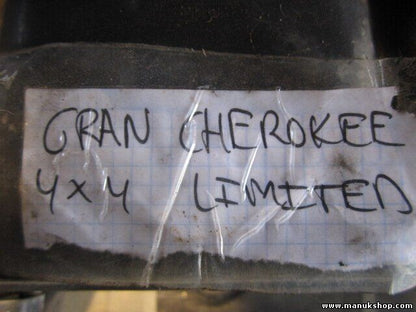 GRAN CHEROKEE
4x4 LIMITED
www.manukshop.com